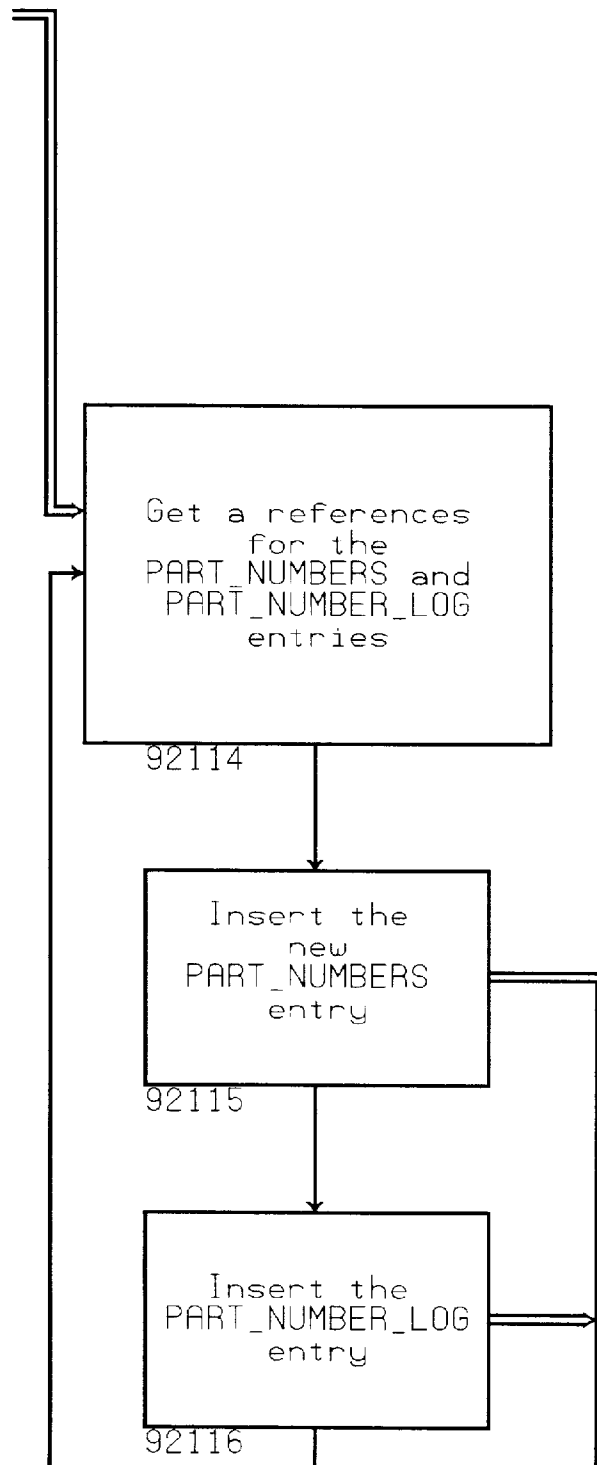 Get a references
for the
PART_NUMBERS and
PART_NUMBER_LOG
entries
92114
Insert the
new
PART_NUMBERS
entry
92115
Insert the
PART_NUMBER_LOG
entry
92116